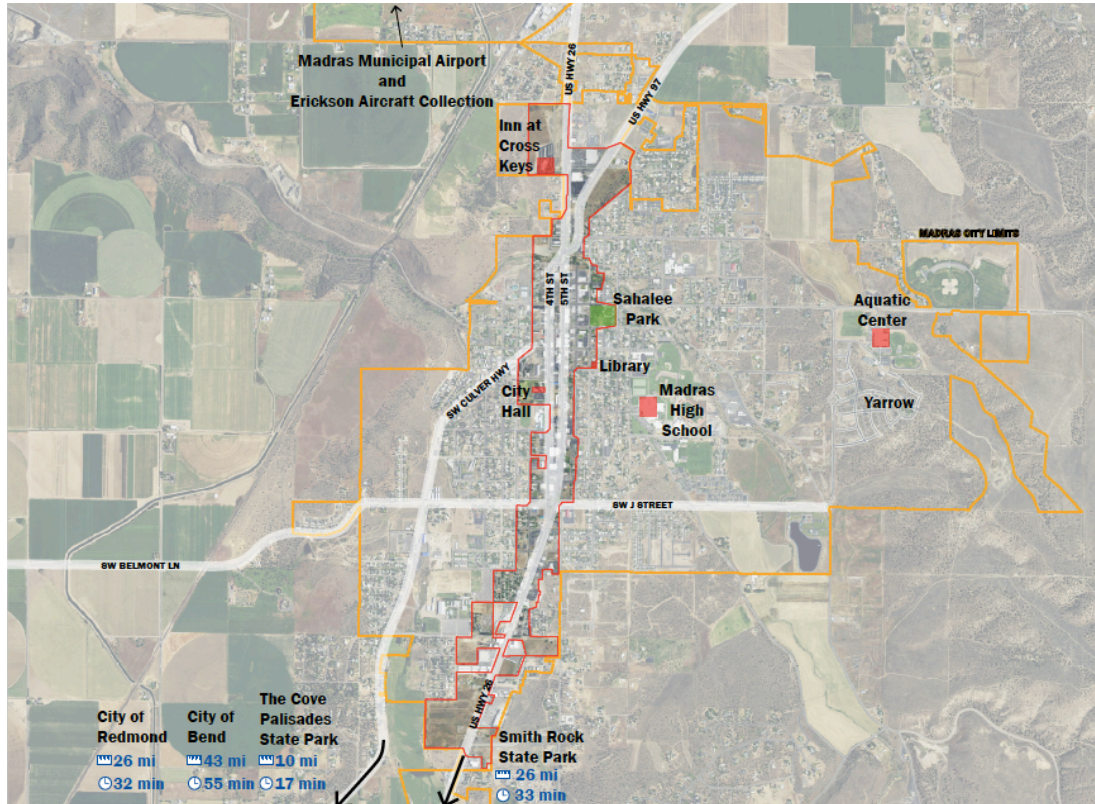 Madras Municipal Airport
and
Erickson Aircraft Collection
US HWY 26
US HWY 97
Inn at
Cross
Keys
MADRAS CITY LIMITS
4TH ST
5TH ST
Sahalee
Park
Aquatic
Center
Library
SW CULVER HWY
City
Hall
Madras
High
School
Yarrow
SW J STREET
SW BELMONT LN
US HWY 26
City of
Redmond
26 mi
32 min
City of
Bend
43 mi
55 min
The Cove
Palisades
State Park
10 mi
17 min
Smith Rock
State Park
26 mi
33 min